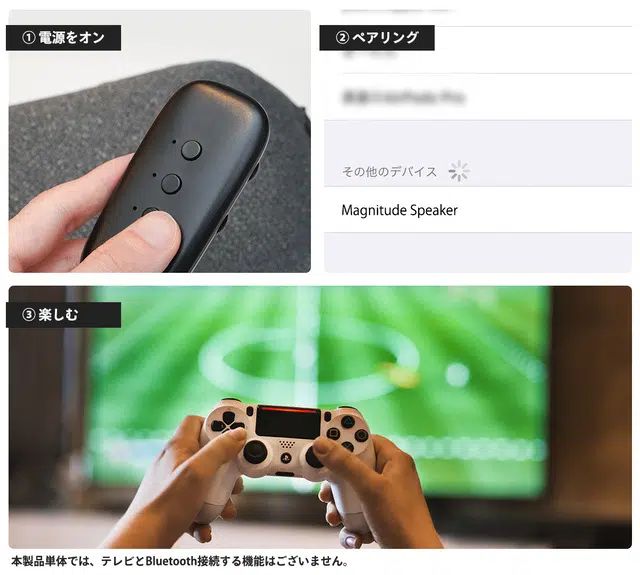 ① 電源をオン
② ペアリング
その他のデバイス
Magnitude Speaker
③ 楽しむ
本製品単体では、テレビとBluetooth接続する機能はございません。